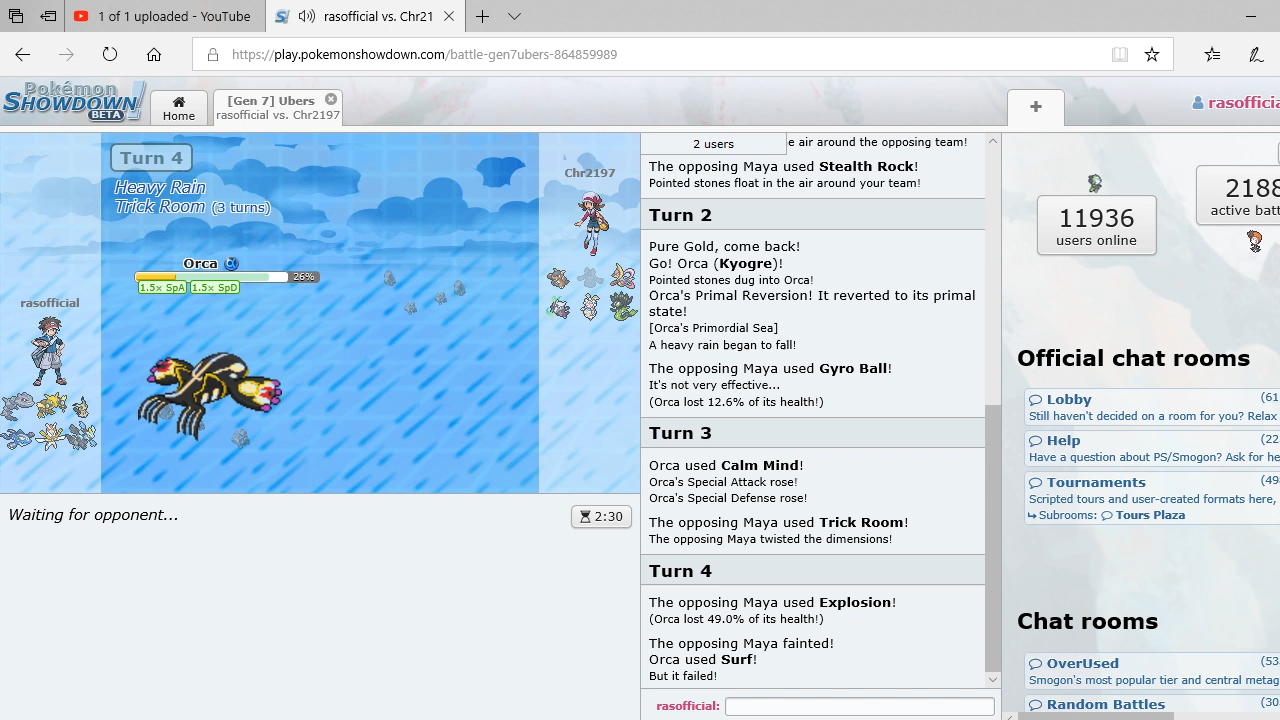 1 of 1 uploaded - YouTube
rasofficial vs. Chr21
https://play.pokemonshowdown.com/battle-gen7ubers-864859989
Pokémon
SHOWDOWN!
BETA
Home
[Gen 7] Ubers
rasofficial vs. Chr2197
rasofficia
Turn 4
Heavy Rain
Trick Room (3 turns)
Orca
26%
1.5× SpA
1.5× SpD
rasofficial
Chr2197
Waiting for opponent...
2:30
2 users
e air around the opposing team!
The opposing Maya used Stealth Rock!
Pointed stones float in the air around your team!
Turn 2
Pure Gold, come back!
Go! Orca (Kyogre)!
Pointed stones dug into Orca!
Orca's Primal Reversion! It reverted to its primal
state!
[Orca's Primordial Sea]
A heavy rain began to fall!
The opposing Maya used Gyro Ball!
It's not very effective...
(Orca lost 12.6% of its health!)
Turn 3
Orca used Calm Mind!
Orca's Special Attack rose!
Orca's Special Defense rose!
The opposing Maya used Trick Room!
The opposing Maya twisted the dimensions!
Turn 4
The opposing Maya used Explosion!
(Orca lost 49.0% of its health!)
The opposing Maya fainted!
Orca used Surf!
But it failed!
rasofficial:
11936
users online
2188
active batt
Official chat rooms
Lobby (61
Still haven't decided on a room for you? Relax
Help (22
Have a question about PS/Smogon? Ask for he
Tournaments (49
Scripted tours and user-created formats here,
↳ Subrooms: Tours Plaza
Chat rooms
OverUsed (53
Smogon's most popular tier and central metag
Random Battles (30